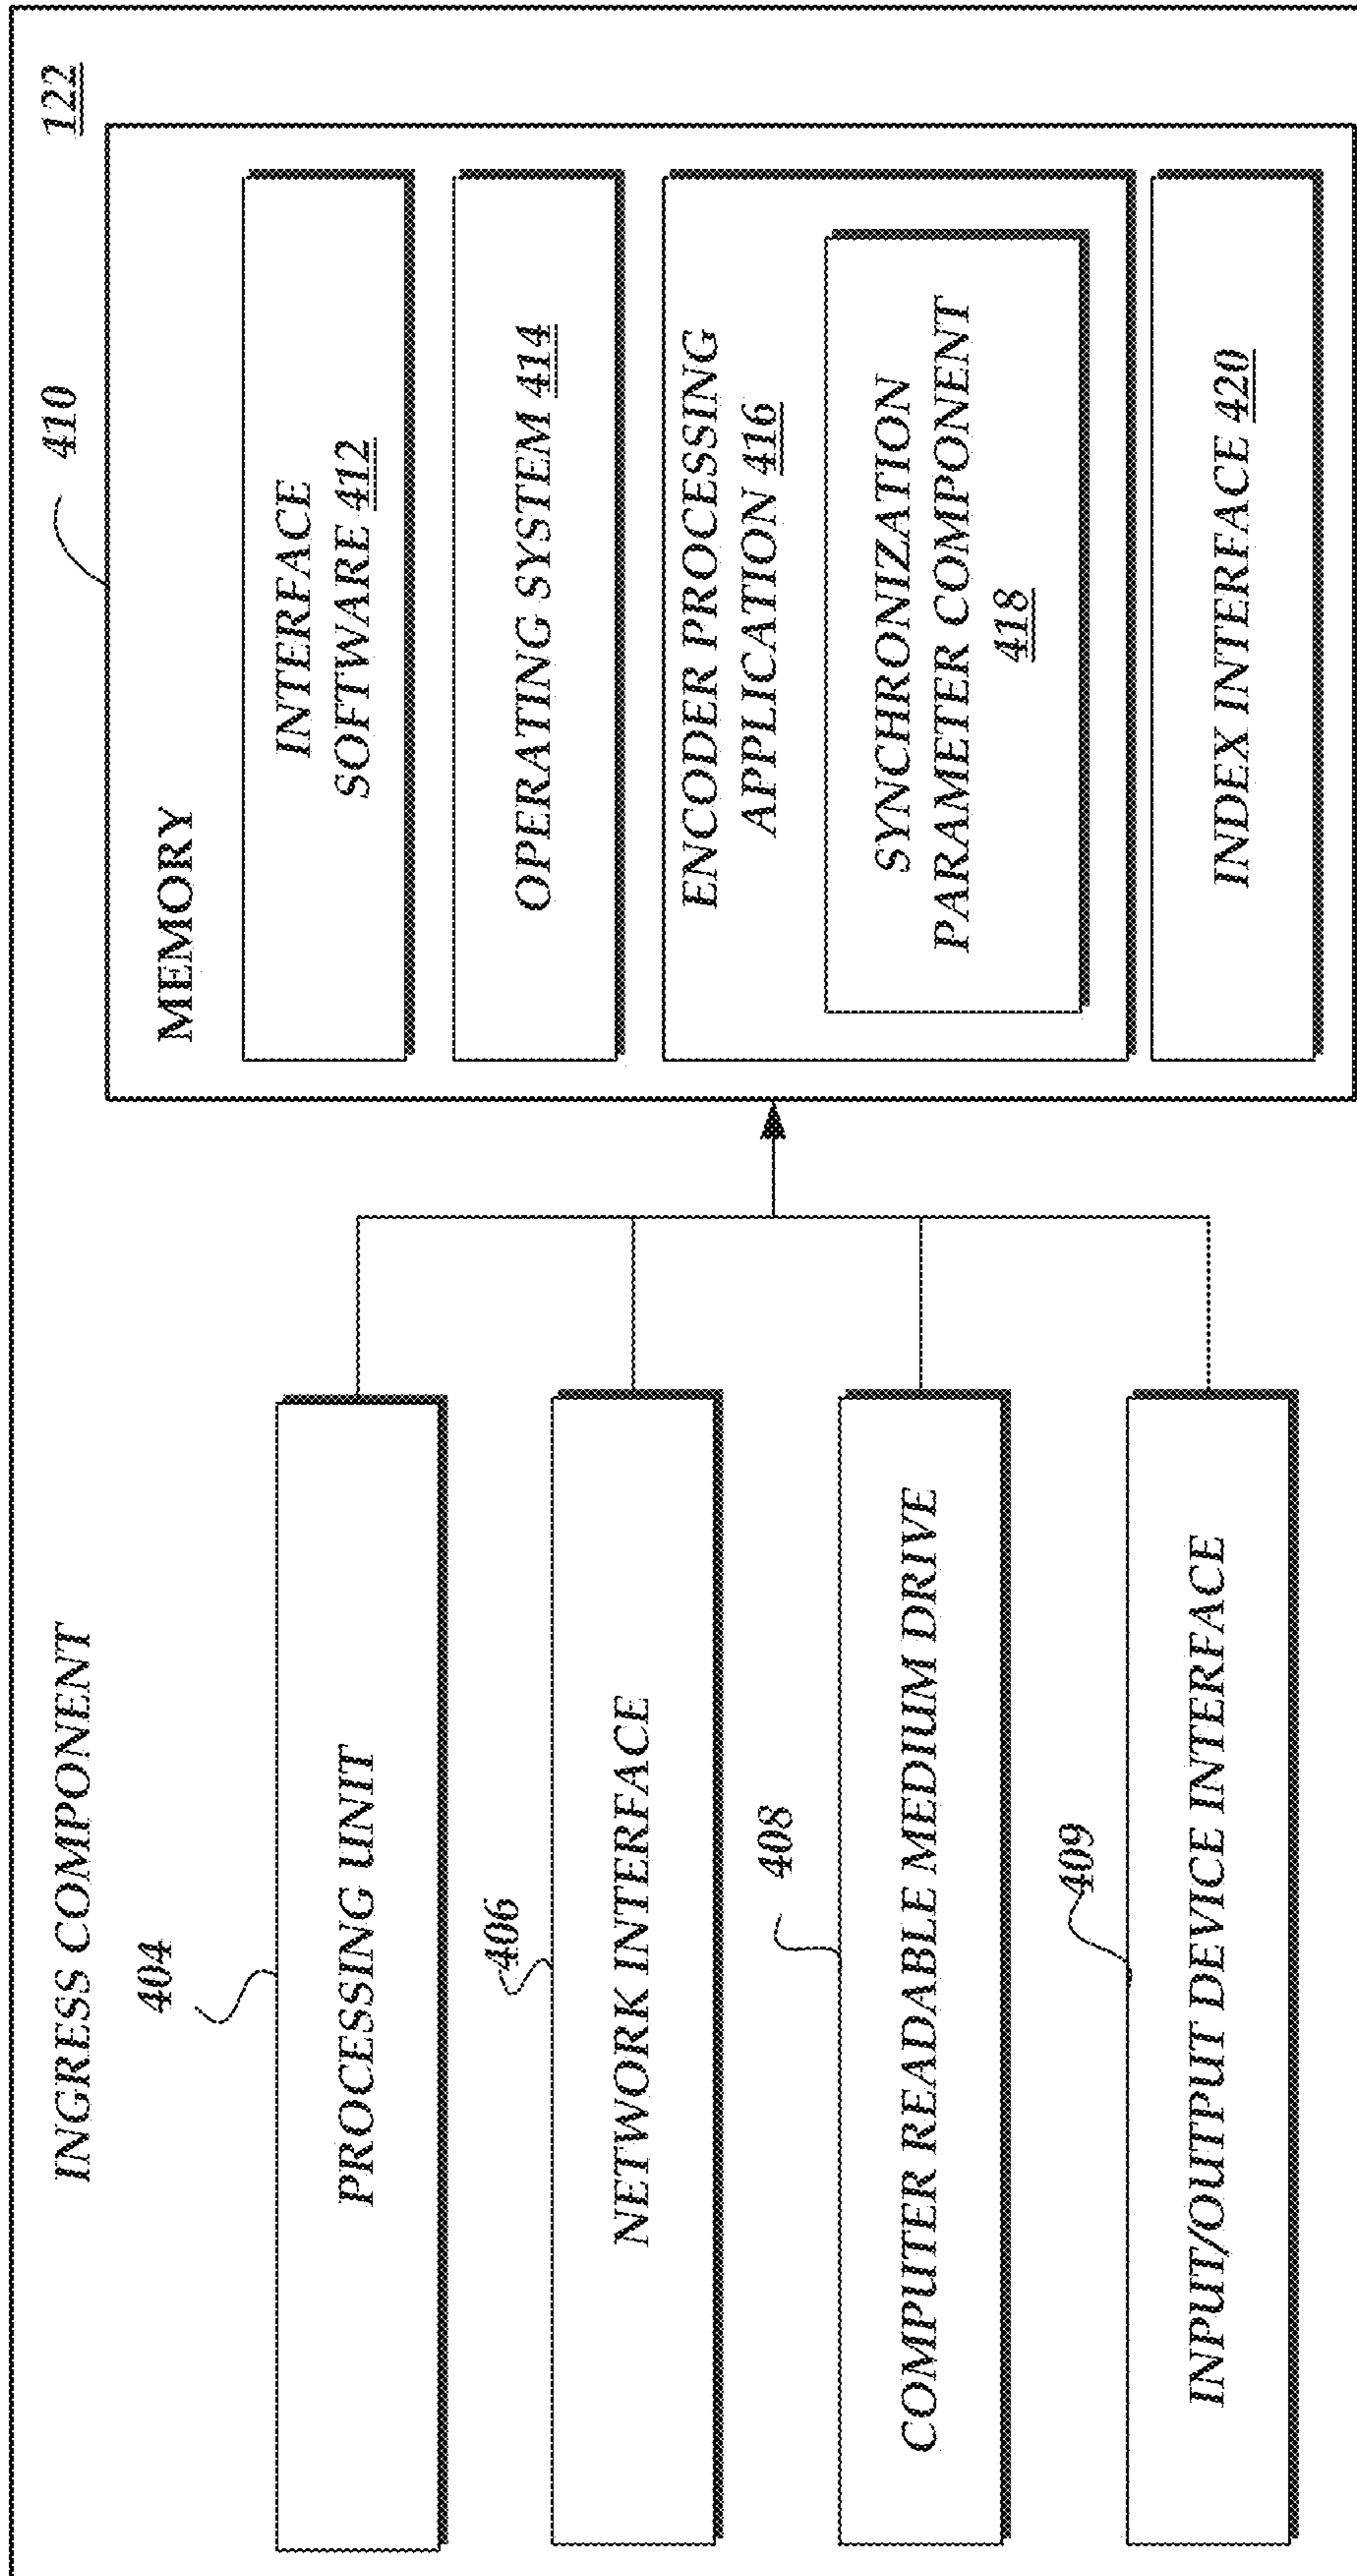 INGRESS COMPONENT
122
404
PROCESSING UNIT
406
NETWORK INTERFACE
408
COMPUTER READABLE MEDIUM DRIVE
409
INPUT/OUTPUT DEVICE INTERFACE
410
MEMORY
INTERFACE
SOFTWARE 412
OPERATING SYSTEM 414
ENCODER PROCESSING
APPLICATION 416
SYNCHRONIZATION
PARAMETER COMPONENT
418
INDEX INTERFACE 420